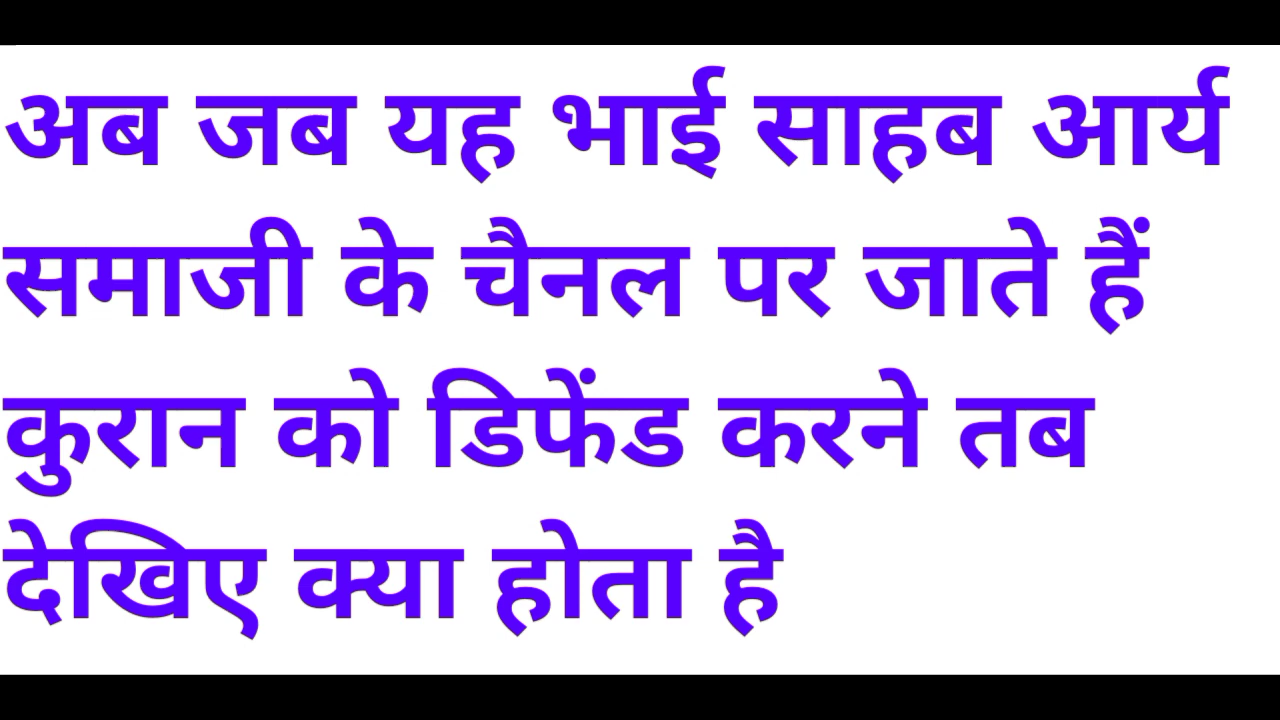 अब जब यह भाई साहब आर्य
समाजी के चैनल पर जाते हैं
कुरान को डिफेंड करने तब
देखिए क्या होता है